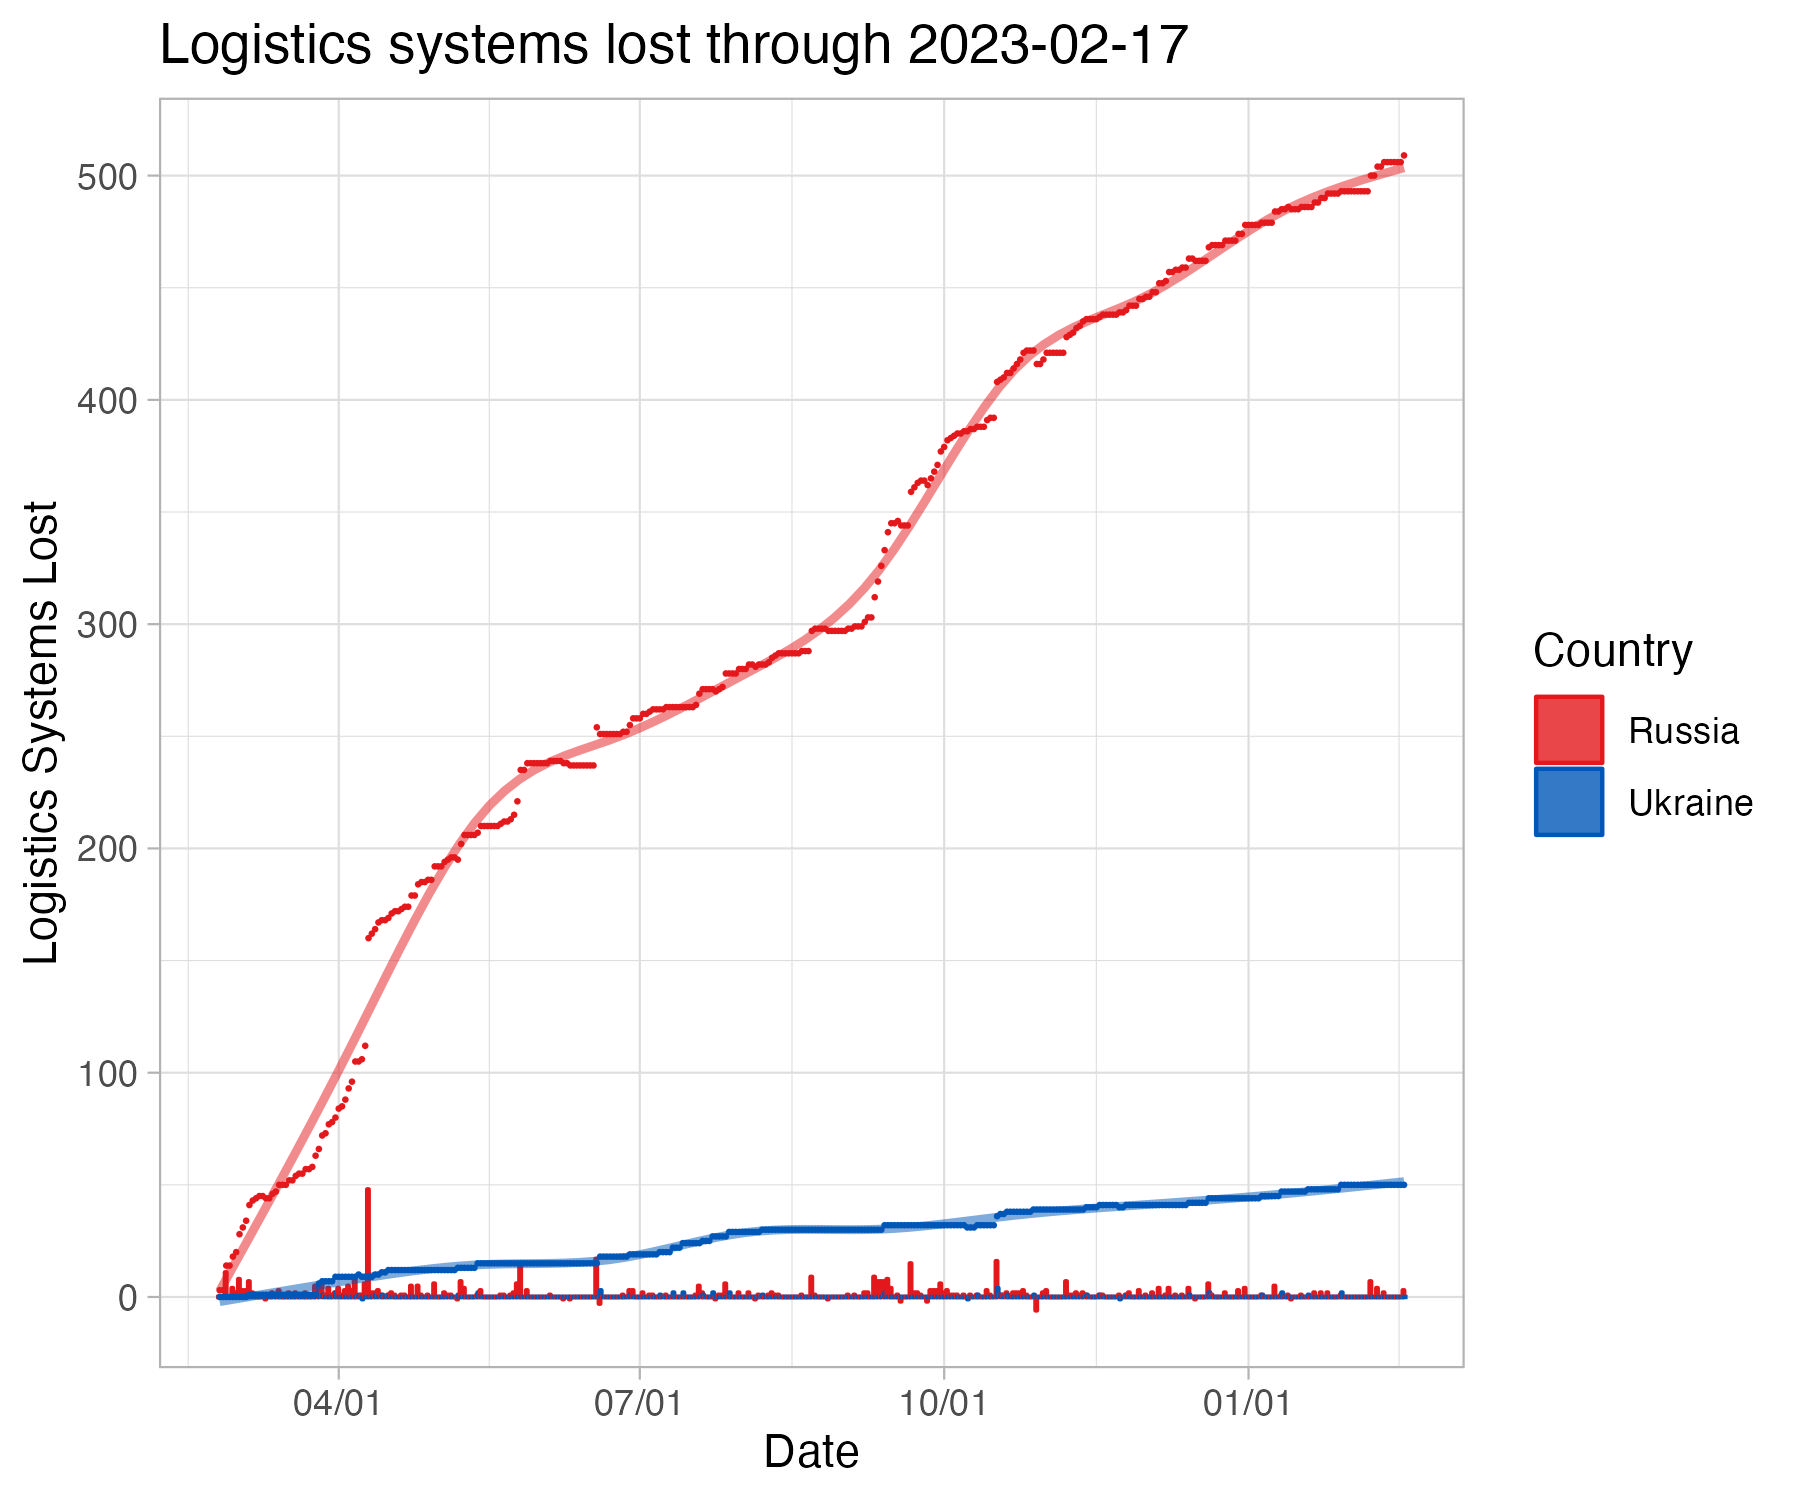 Logistics systems lost through 2023-02-17
Logistics Systems Lost
500
400
300
200
100
0
04/01
07/01
10/01
01/01
Date
Country
Russia
Ukraine